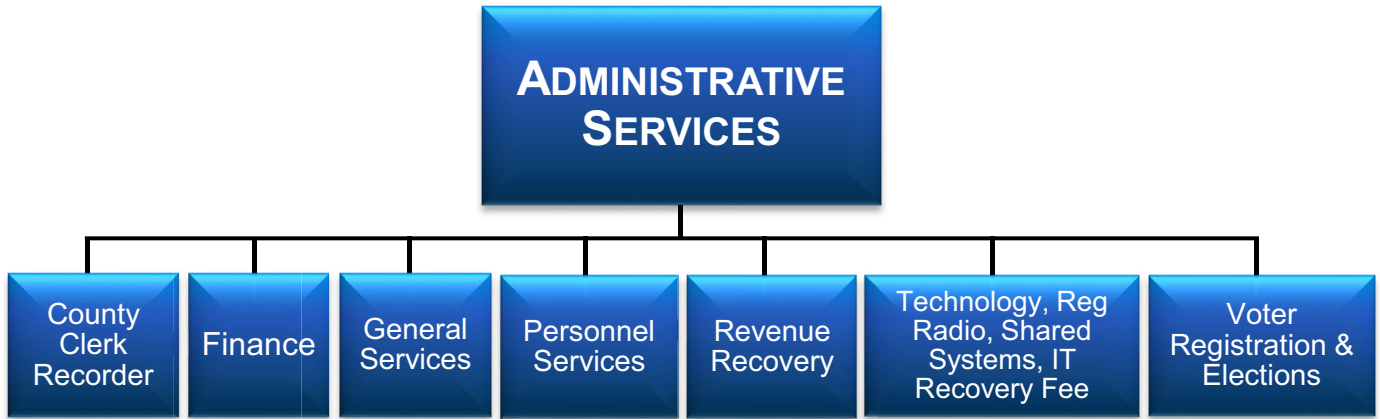 ADMINISTRATIVE
SERVICES
County
Clerk
Recorder
Finance
General
Services
Personnel
Services
Revenue
Recovery
Technology, Reg
Radio, Shared
Systems, IT
Recovery Fee
Voter
Registration &
Elections